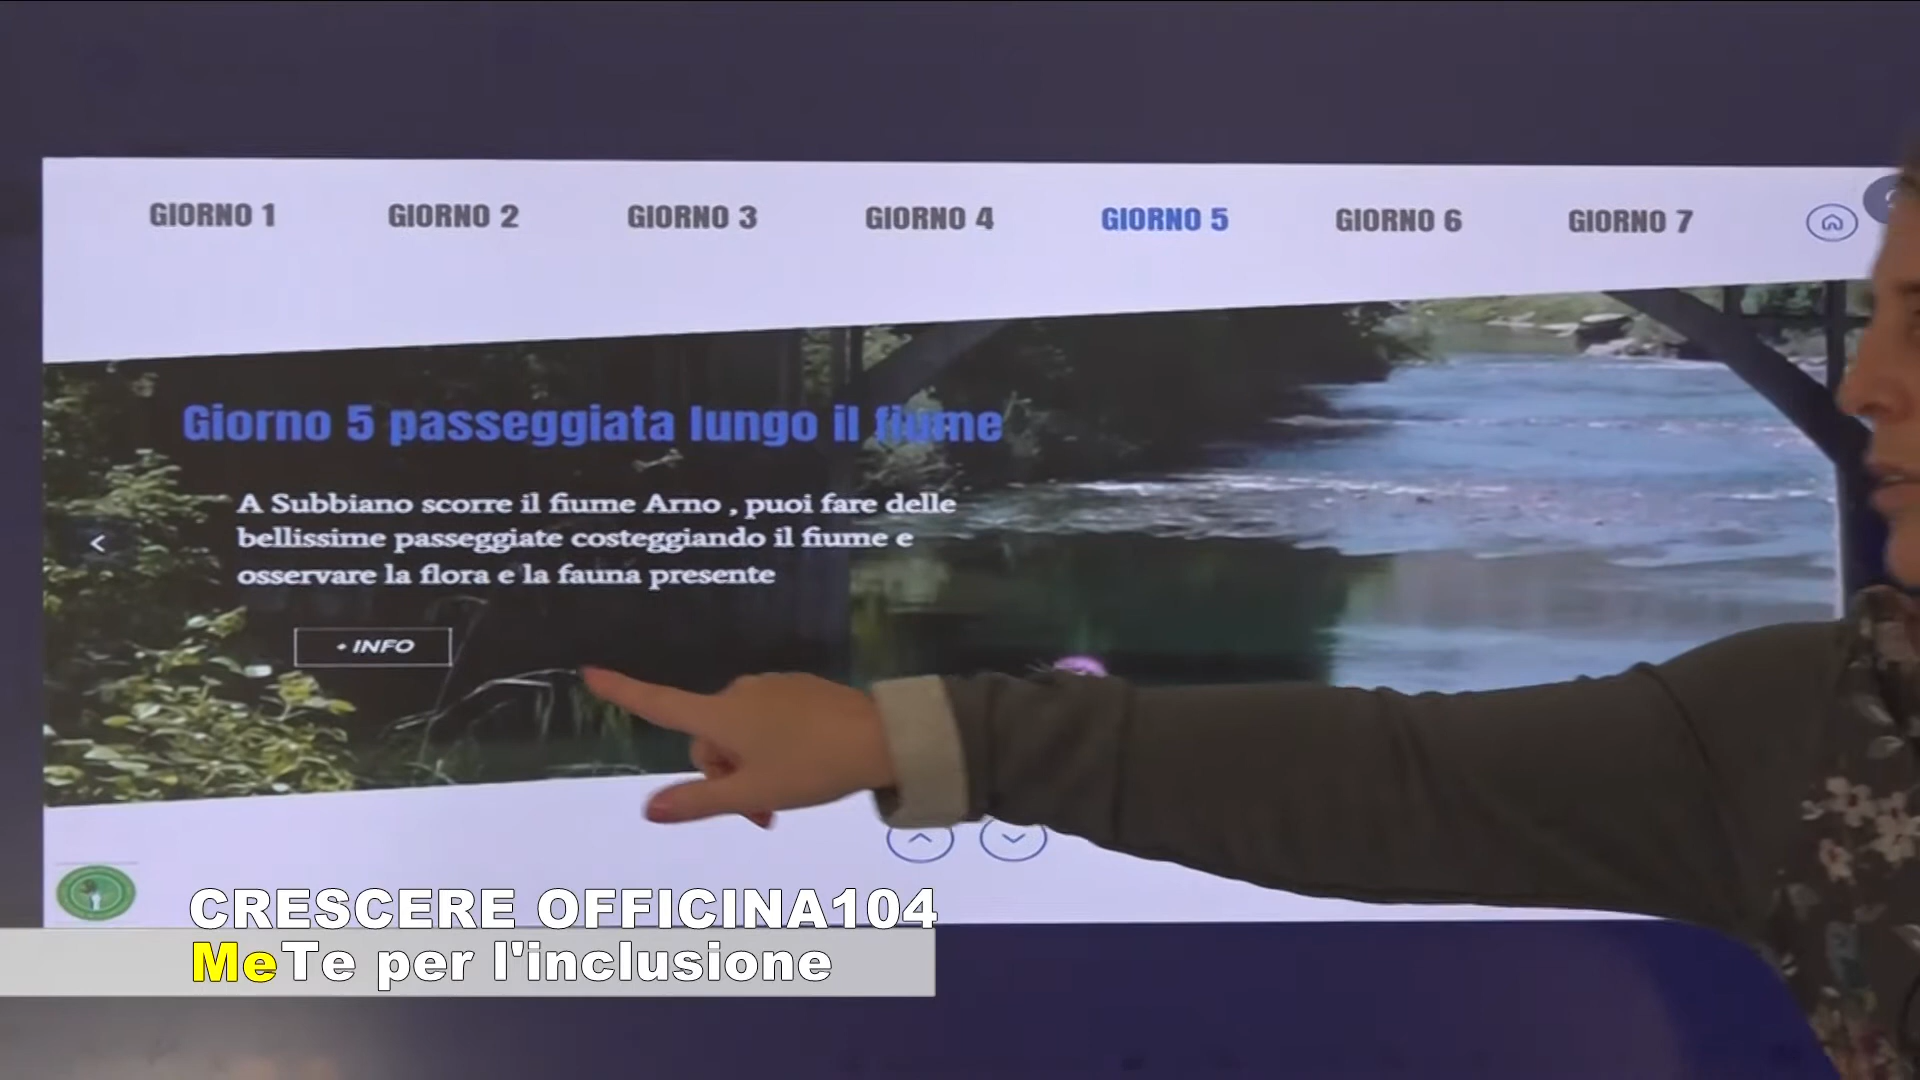 GIORNO 1 GIORNO 2 GIORNO 3 GIORNO 4 GIORNO 5 GIORNO 6 GIORNO 7
Giorno 5 passeggiata lungo il fiume
A Subbiano scorre il fiume Arno , puoi fare delle
bellissime passeggiate costeggiando il fiume e
osservare la flora e la fauna presente
+ INFO
CRESCERE OFFICINA104
MeTe per l'inclusione